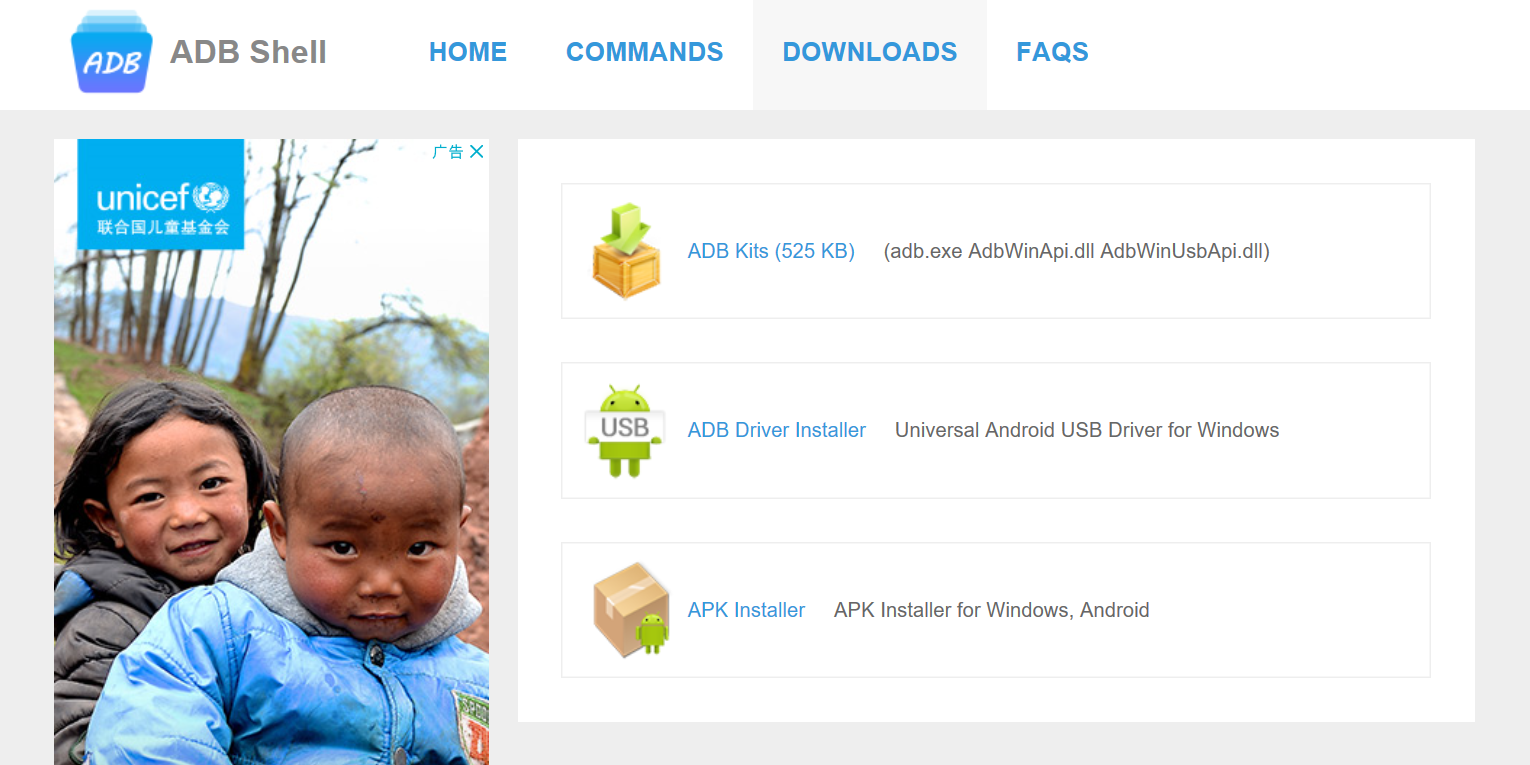 ADB
ADB Shell
HOME
COMMANDS
DOWNLOADS
FAQS
广告
unicef
联合国儿童基金会
ADB Kits (525 KB) (adb.exe AdbWinApi.dll AdbWinUsbApi.dll)
USB
ADB Driver Installer Universal Android USB Driver for Windows
APK Installer APK Installer for Windows, Android